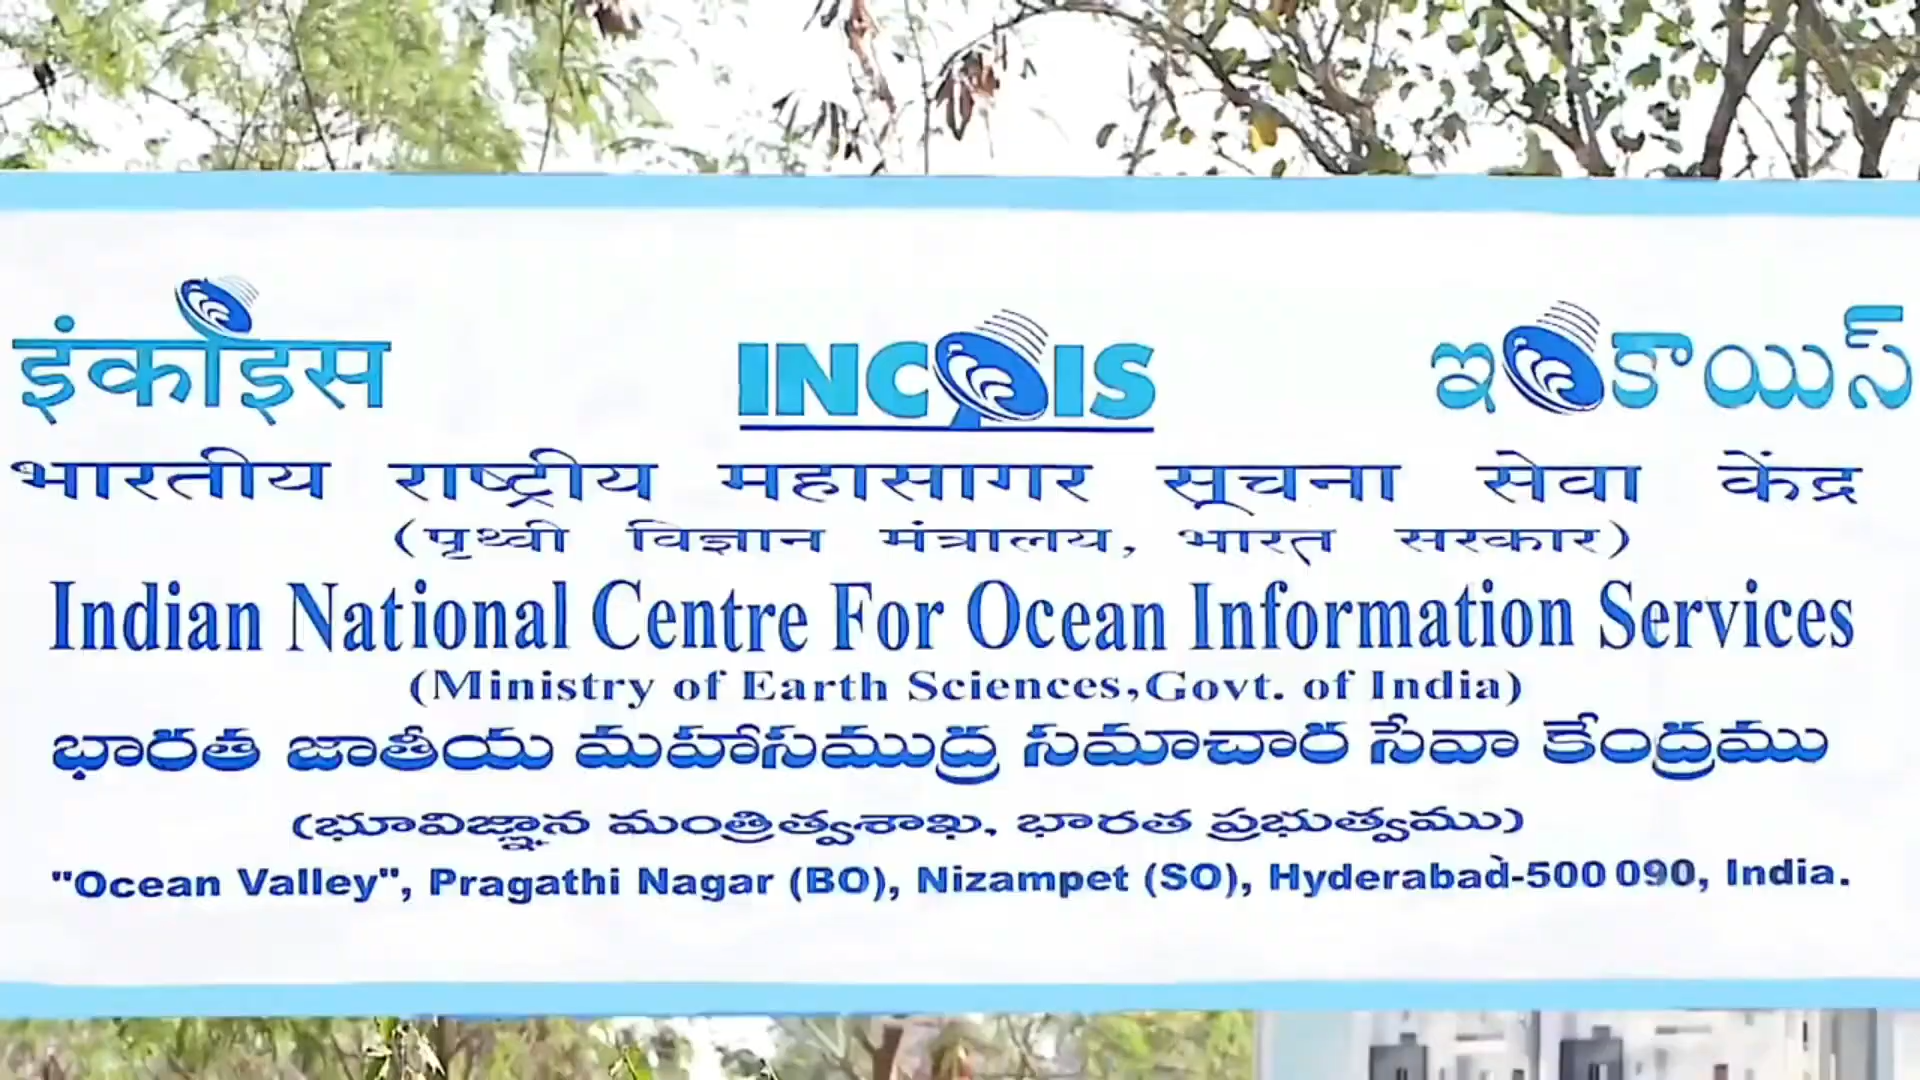 इंकॉइस INCOIS ఇంకాయిస్
भारतीय राष्ट्रीय महासागर सूचना सेवा केंद्र
(पृथ्वी विज्ञान मंत्रालय, भारत सरकार)
Indian National Centre For Ocean Information Services
(Ministry of Earth Sciences,Govt. of India)
భారత జాతీయ మహాసముద్ర సమాచార సేవా కేంద్రము
(భూవిజ్ఞాన మంత్రిత్వశాఖ, భారత ప్రభుత్వము)
"Ocean Valley", Pragathi Nagar (BO), Nizampet (SO), Hyderabad-500 090, India.